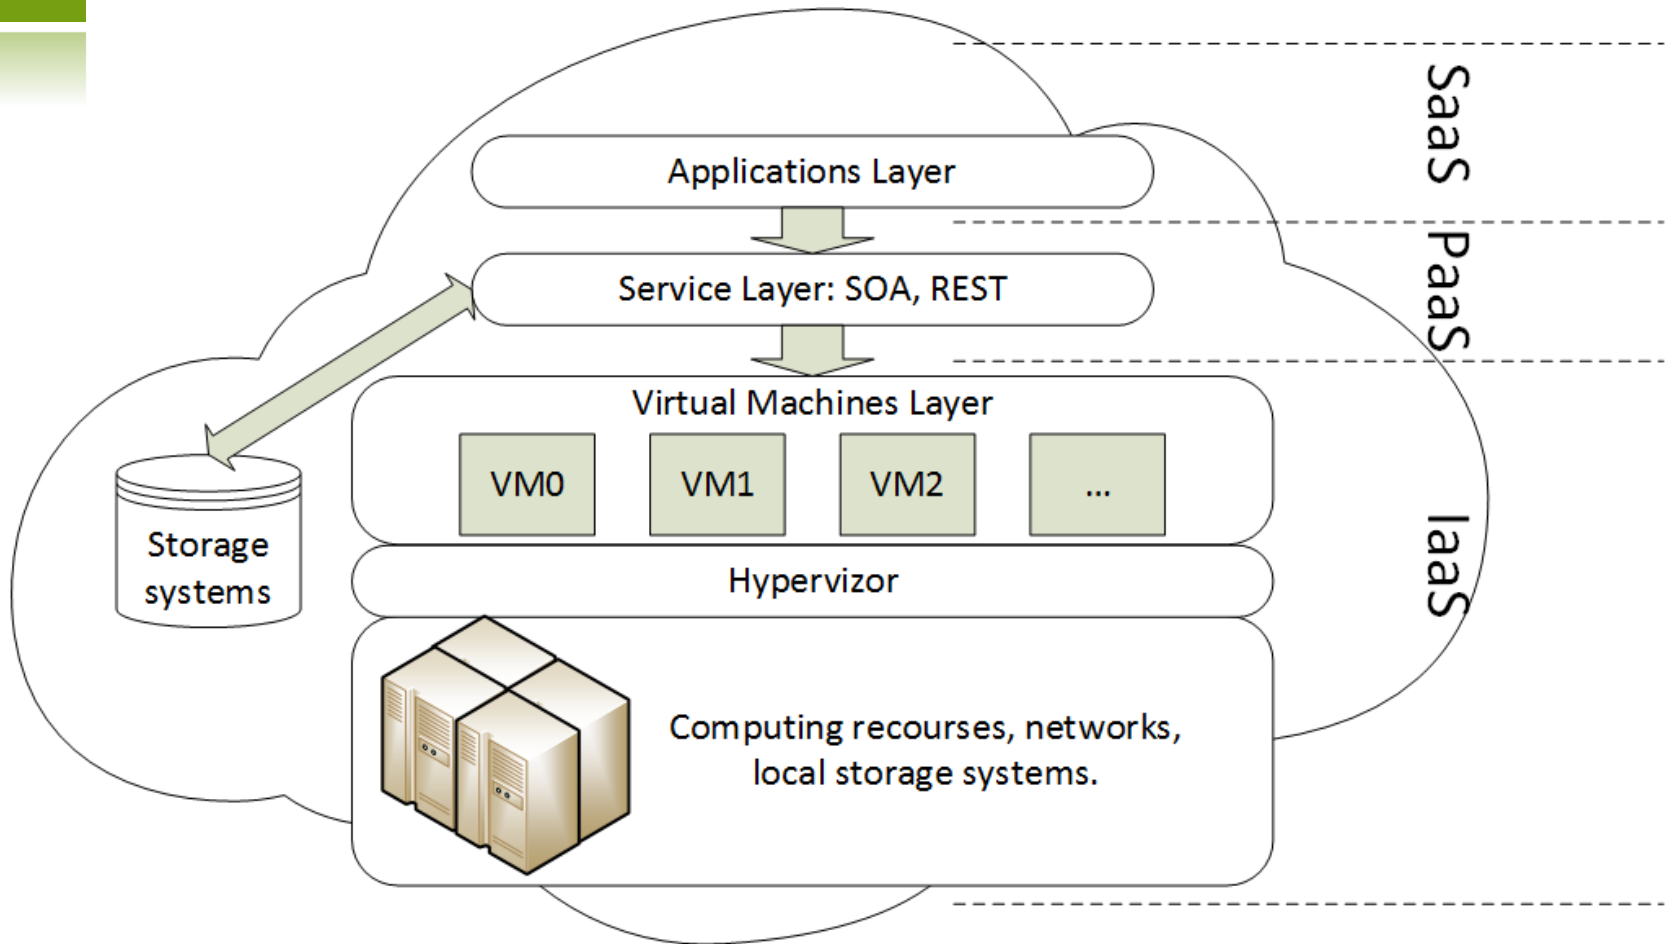 SaaS
Applications Layer
PaaS
Service Layer: SOA, REST
Virtual Machines Layer
VM0
VM1
VM2
...
Storage
systems
Hypervizor
IaaS
Computing recourses, networks,
local storage systems.